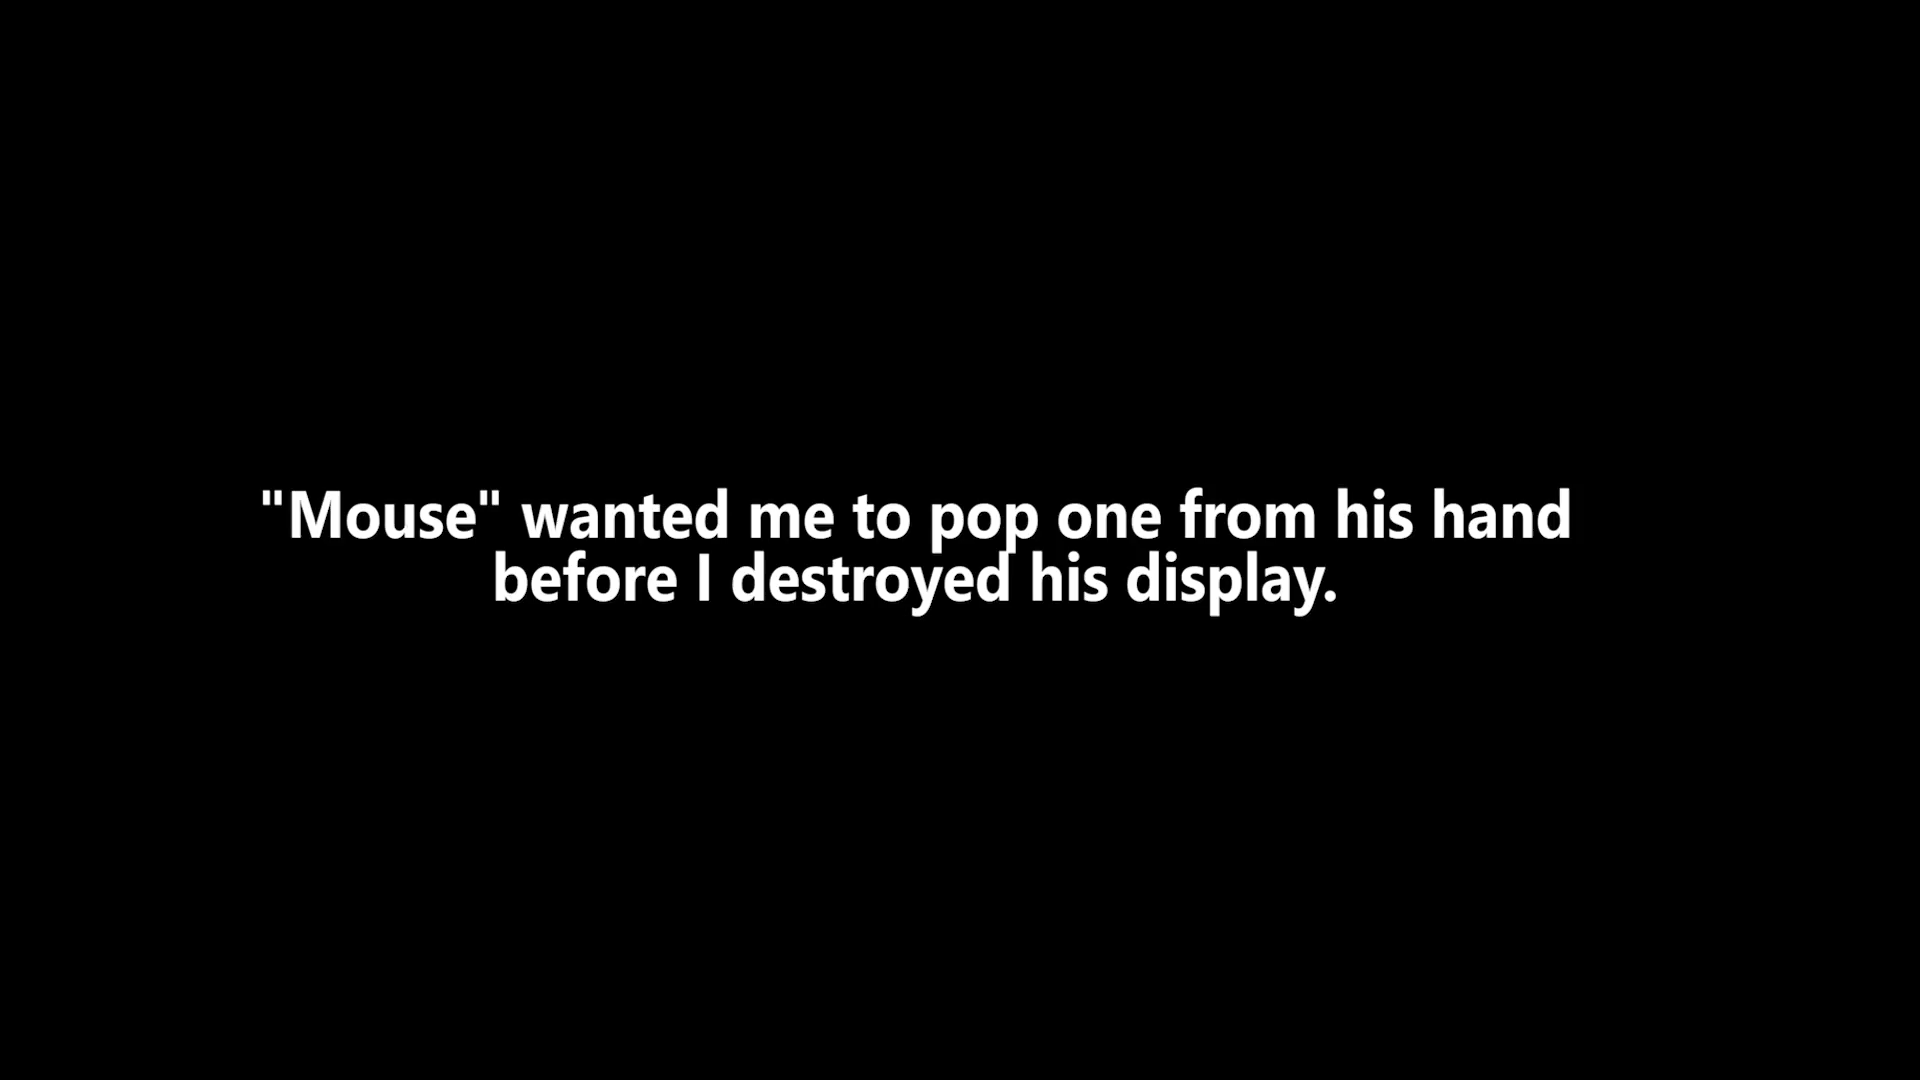 "Mouse" wanted me to pop one from his hand
before I destroyed his display.